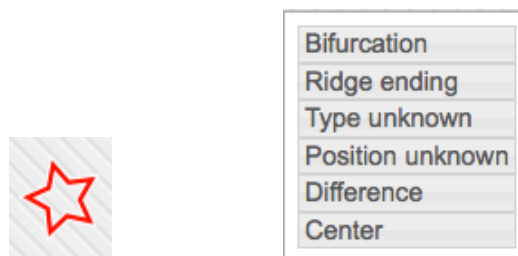 Bifurcation
Ridge ending
Type unknown
Position unknown
Difference
Center